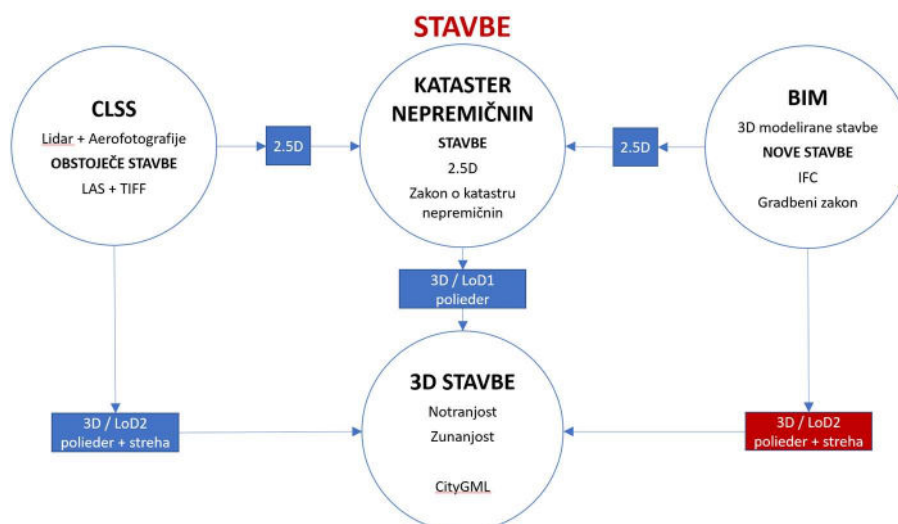 STAVBE
CLSS
Lidar + Aerofotografije
OBSTOJEČE STAVBE
LAS + TIFF
2.5D
KATASTER
NEPREMIČNIN
STAVBE
2.5D
Zakon o katastru
nepremičnin
2.5D
BIM
3D modelirane stavbe
NOVE STAVBE
IFC
Gradbeni zakon
3D / LoD1
polieder
3D / LoD2
polieder + streha
3D STAVBE
Notranjost
Zunanjost
CityGML
3D / LoD2
polieder + streha